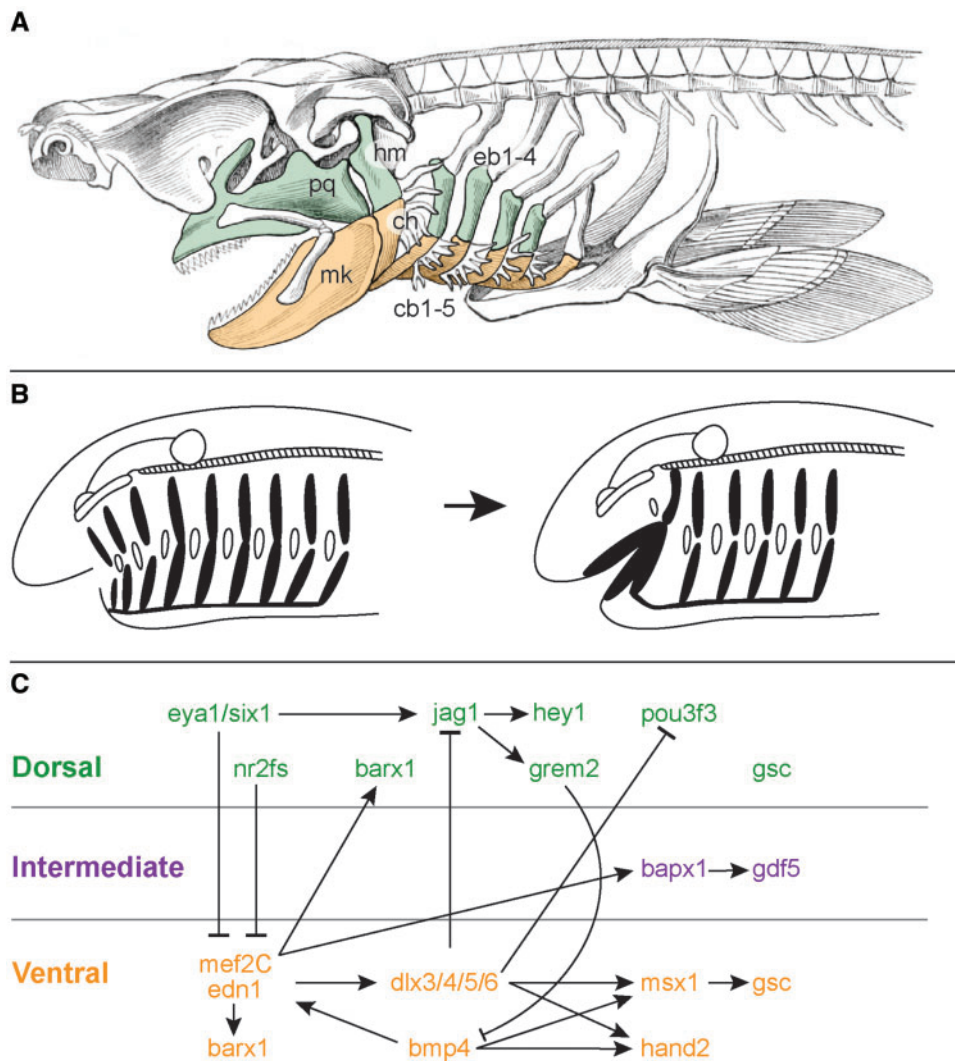 A
hm
eb1-4
pq
ch
mk
cb1-5
B
C
eya1/six1 jag1 hey1 pou3f3
Dorsal nr2fs barx1 grem2 gsc
Intermediate bapx1 gdf5
Ventral mef2C
edn1 dlx3/4/5/6 msx1 gsc
barx1 bmp4 hand2